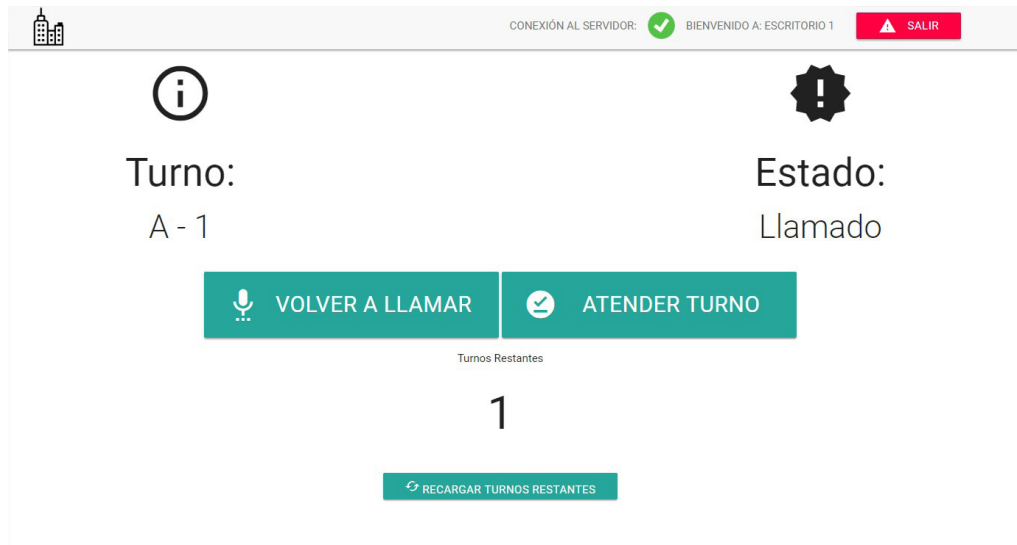 CONEXIÓN AL SERVIDOR:
BIENVENIDO A: ESCRITORIO 1
SALIR
Turno:
A - 1
Estado:
Llamado
VOLVER A LLAMAR
ATENDER TURNO
Turnos Restantes
1
RECARGAR TURNOS RESTANTES